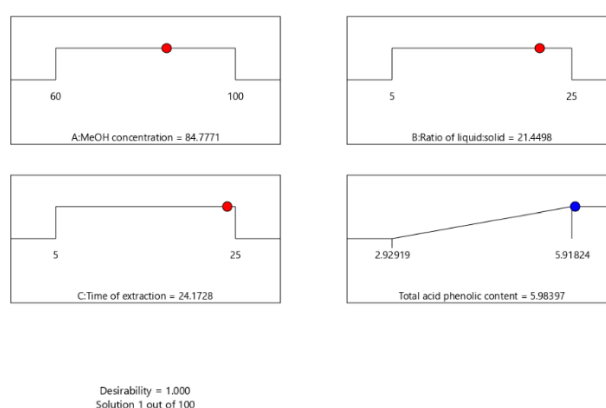 60 100
A:MeOH concentration = 84.7771
5 25
B:Ratio of liquid:solid = 21.4498
5 25
C:Time of extraction = 24.1728
2.92919 5.91824
Total acid phenolic content = 5.98397
Desirability = 1.000
Solution 1 out of 100